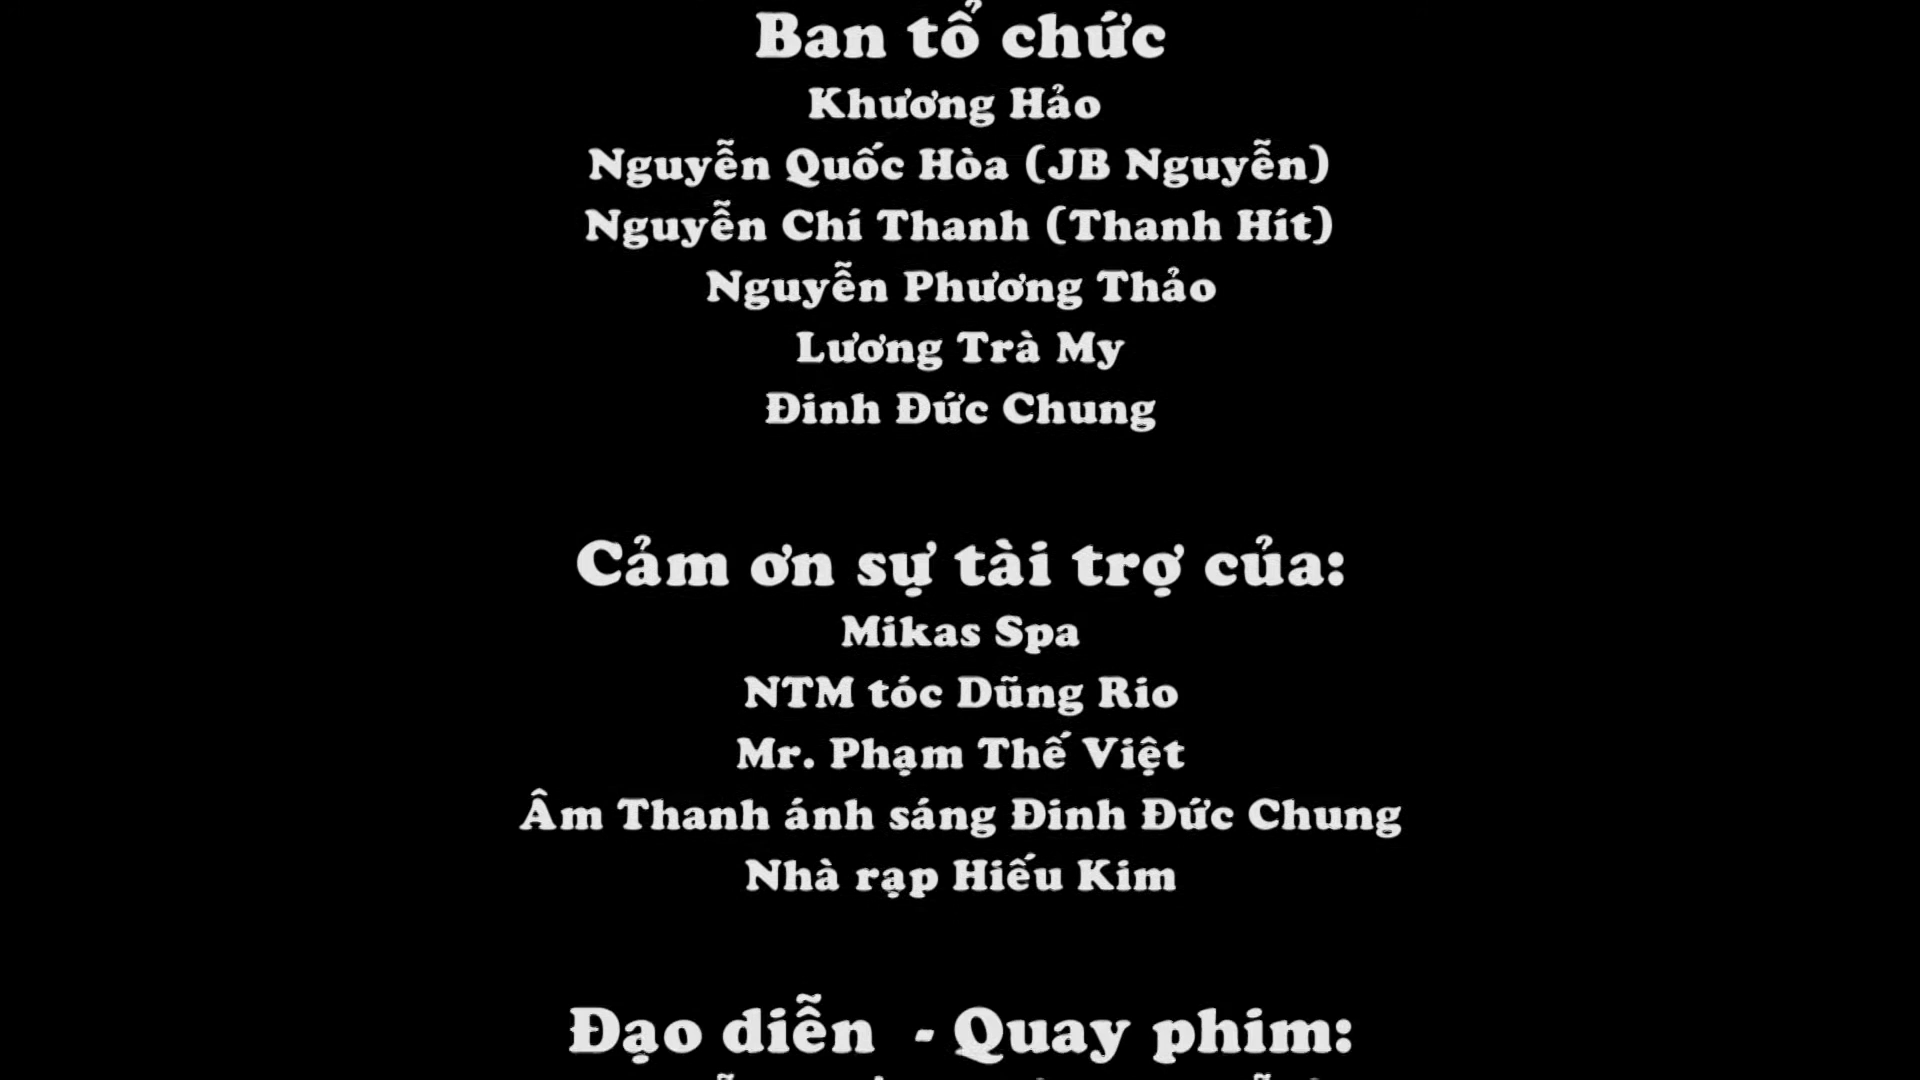 Ban tổ chức
Khương Hảo
Nguyễn Quốc Hòa (JB Nguyễn)
Nguyễn Chí Thanh (Thanh Hít)
Nguyễn Phương Thảo
Lương Trà My
Đinh Đức Chung
Cảm ơn sự tài trợ của:
Mikas Spa
NTM tóc Dũng Rio
Mr. Phạm Thế Việt
Âm Thanh ánh sáng Đinh Đức Chung
Nhà rạp Hiếu Kim
Đạo diễn - Quay phim: